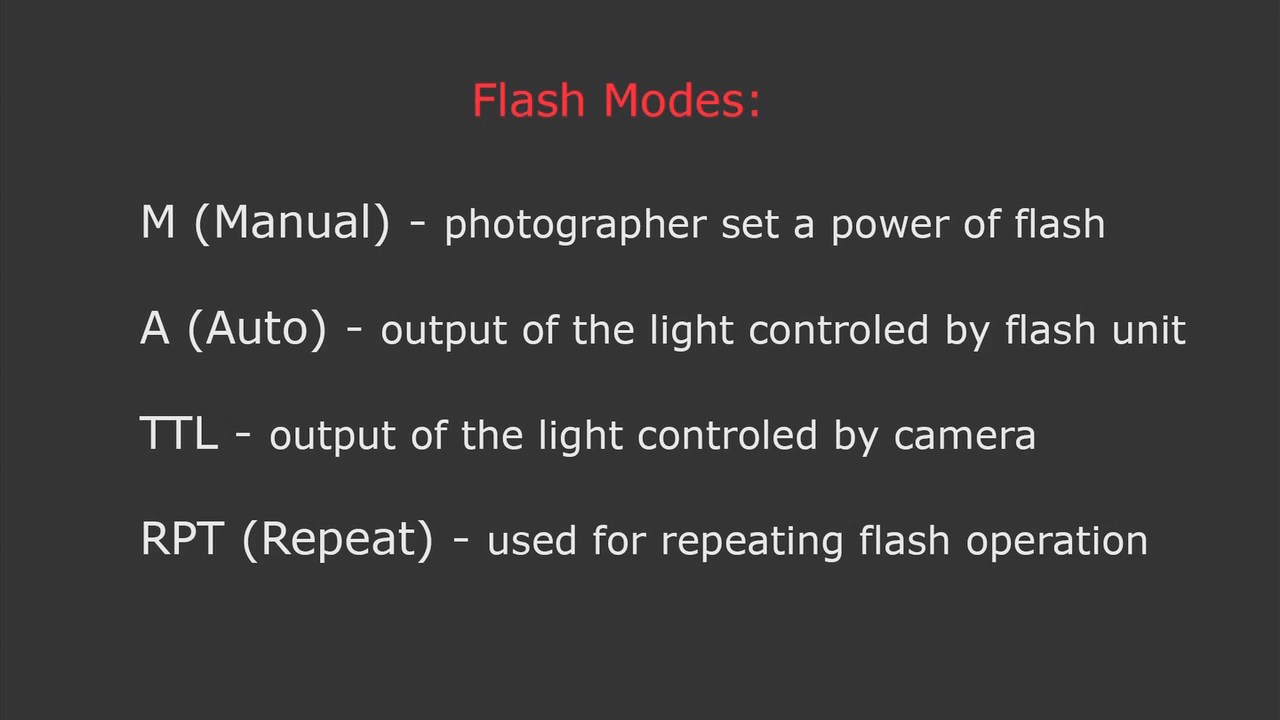 Flash Modes:
M (Manual) - photographer set a power of flash
A (Auto) - output of the light controled by flash unit
TTL - output of the light controled by camera
RPT (Repeat) - used for repeating flash operation